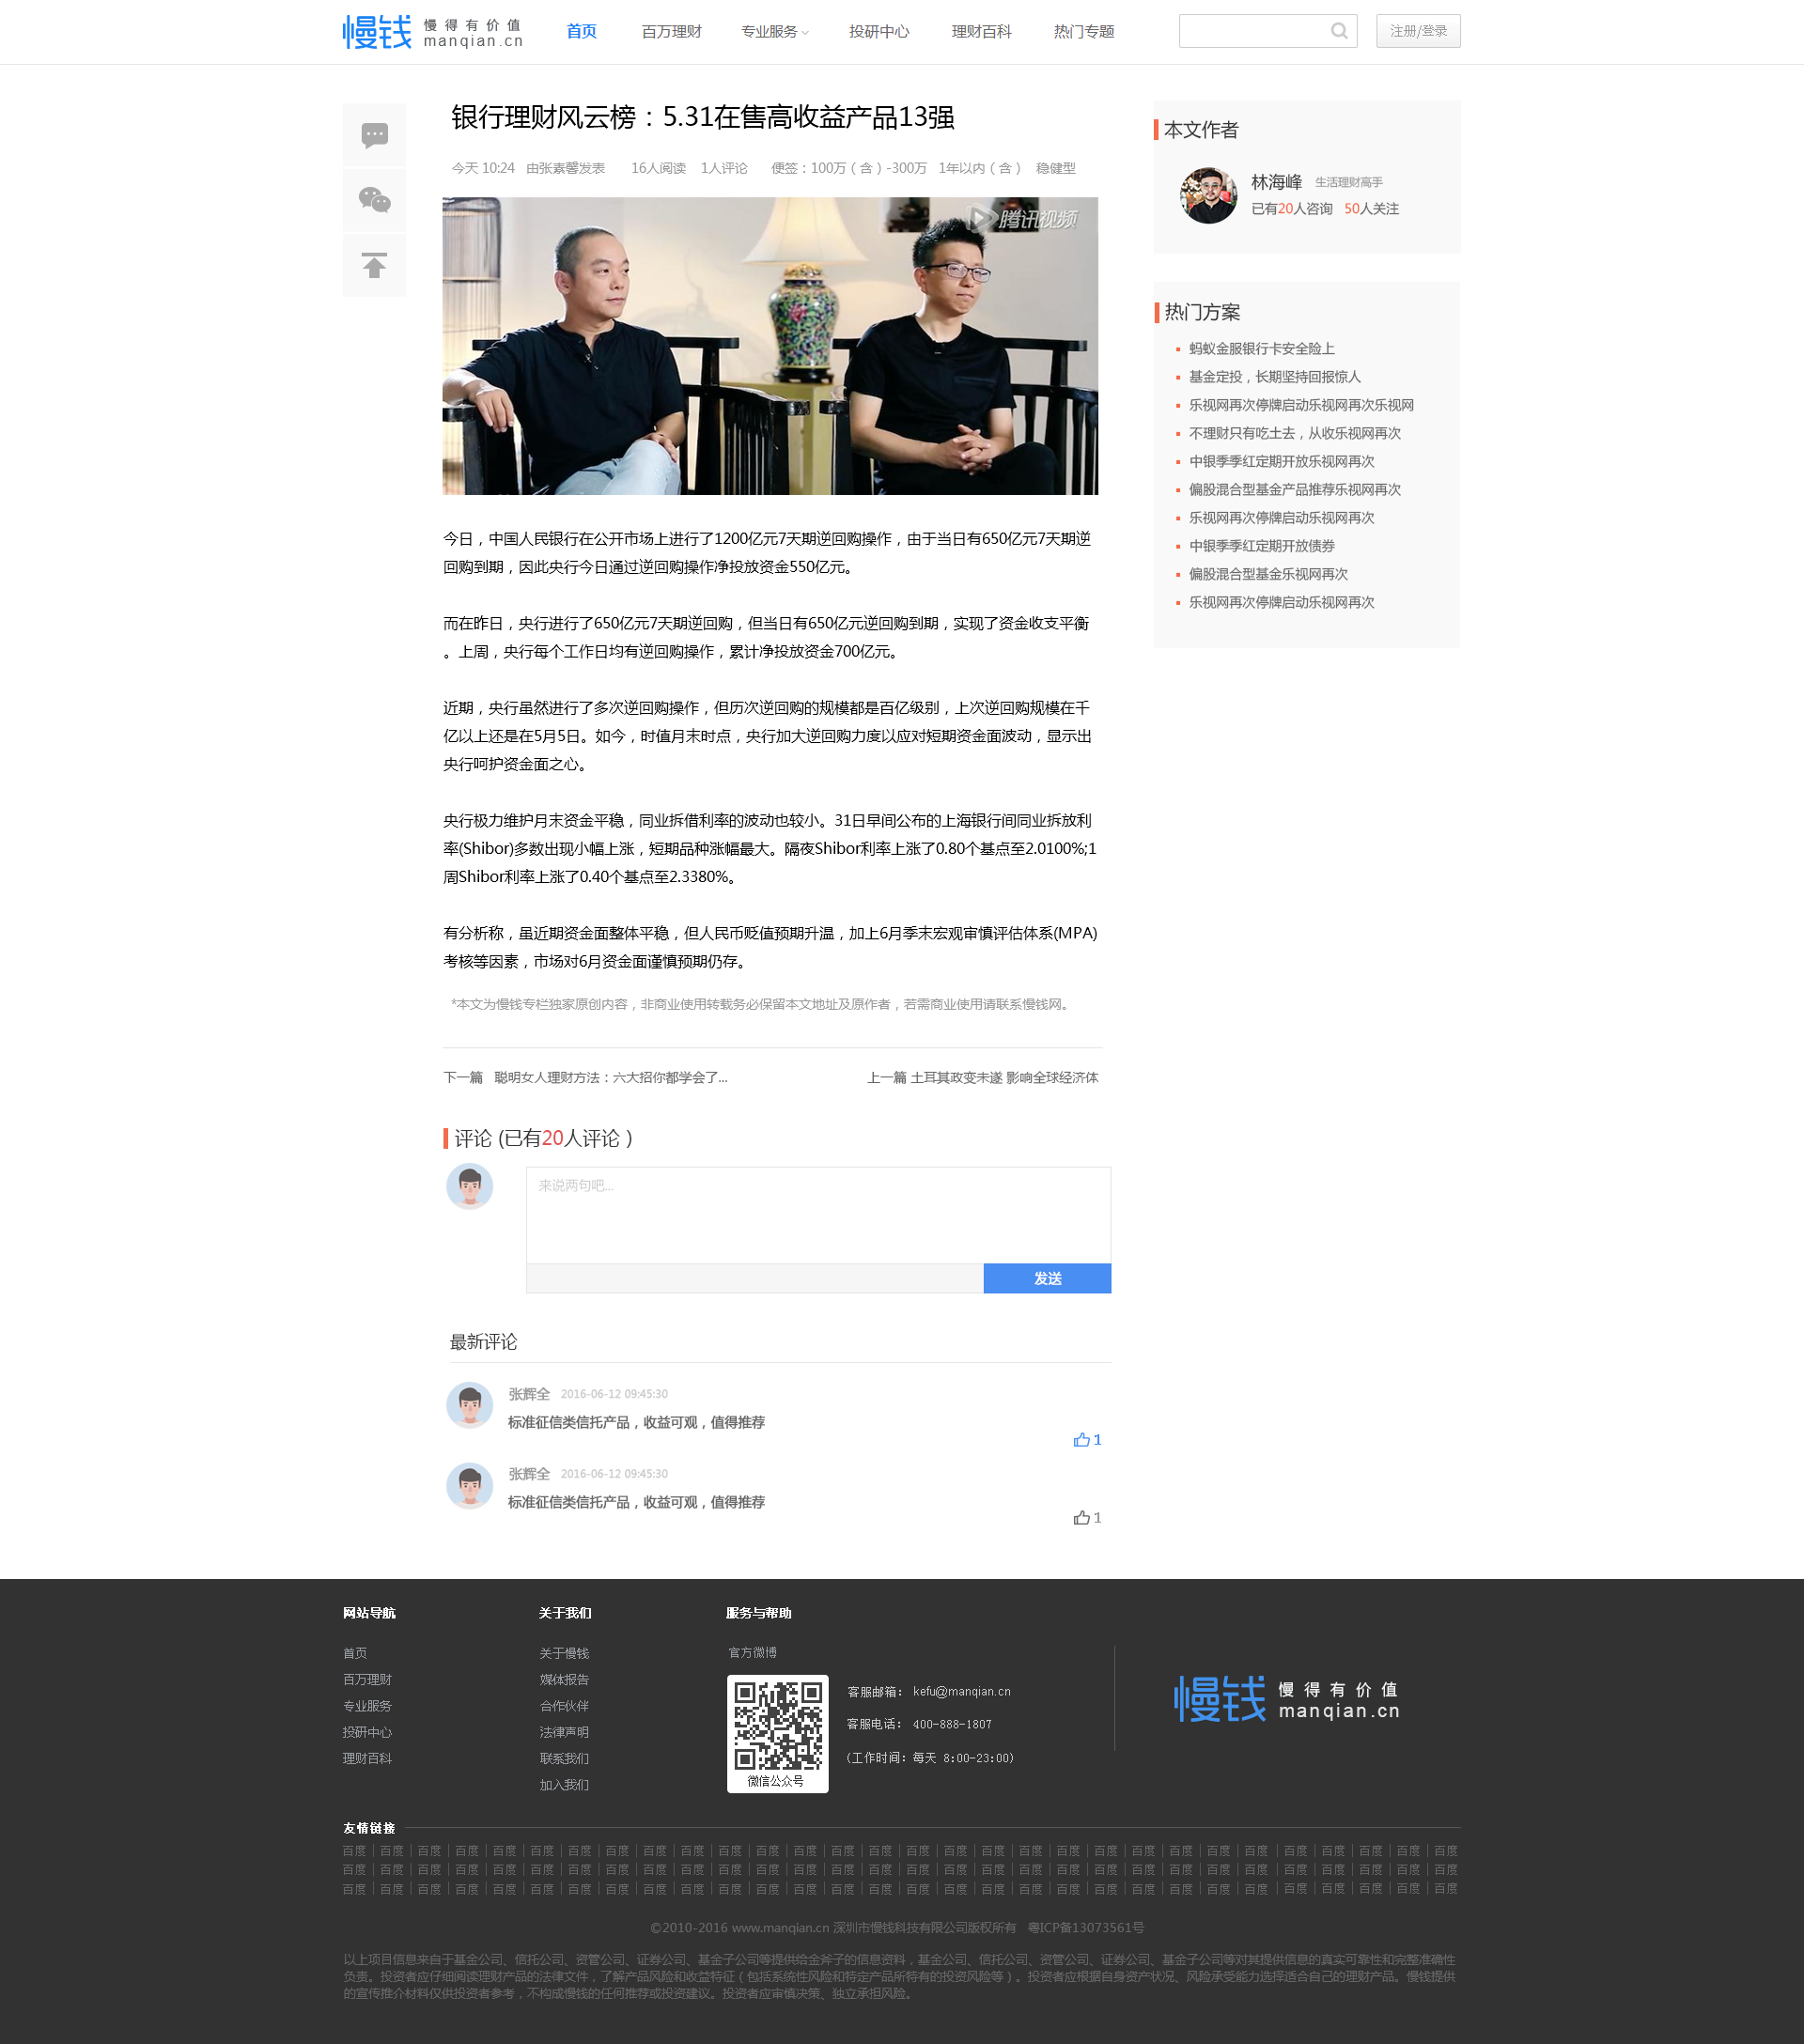 慢钱 慢得有价值
manqian.cn
首页 百万理财 专业服务 投研中心 理财百科 热门专题
注册/登录
银行理财风云榜：5.31在售高收益产品13强
今天 10:24 由张素馨发表 16人阅读 1人评论 便签：100万（含）-300万 1年以内（含） 稳健型
腾讯视频
今日，中国人民银行在公开市场上进行了1200亿元7天期逆回购操作，由于当日有650亿元7天期逆
回购到期，因此央行今日通过逆回购操作净投放资金550亿元。
而在昨日，央行进行了650亿元7天期逆回购，但当日有650亿元逆回购到期，实现了资金收支平衡
。上周，央行每个工作日均有逆回购操作，累计净投放资金700亿元。
近期，央行虽然进行了多次逆回购操作，但历次逆回购的规模都是百亿级别，上次逆回购规模在千
亿以上还是在5月5日。如今，时值月末时点，央行加大逆回购力度以应对短期资金面波动，显示出
央行呵护资金面之心。
央行极力维护月末资金平稳，同业拆借利率的波动也较小。31日早间公布的上海银行间同业拆放利
率(Shibor)多数出现小幅上涨，短期品种涨幅最大。隔夜Shibor利率上涨了0.80个基点至2.0100%;1
周Shibor利率上涨了0.40个基点至2.3380%。
有分析称，虽近期资金面整体平稳，但人民币贬值预期升温，加上6月季末宏观审慎评估体系(MPA)
考核等因素，市场对6月资金面谨慎预期仍存。
*本文为慢钱专栏独家原创内容，非商业使用转载务必保留本文地址及原作者，若需商业使用请联系慢钱网。
下一篇 聪明女人理财方法：六大招你都学会了... 上一篇 土耳其政变未遂 影响全球经济体
评论 (已有20人评论 )
来说两句吧...
发送
最新评论
张辉全 2016-06-12 09:45:30
标准征信类信托产品，收益可观，值得推荐
1
张辉全 2016-06-12 09:45:30
标准征信类信托产品，收益可观，值得推荐
1
本文作者
林海峰 生活理财高手
已有20人咨询 50人关注
热门方案
蚂蚁金服银行卡安全险上
基金定投，长期坚持回报惊人
乐视网再次停牌启动乐视网再次乐视网
不理财只有吃土去，从收乐视网再次
中银季季红定期开放乐视网再次
偏股混合型基金产品推荐乐视网再次
乐视网再次停牌启动乐视网再次
中银季季红定期开放债券
偏股混合型基金乐视网再次
乐视网再次停牌启动乐视网再次
网站导航
首页
百万理财
专业服务
投研中心
理财百科
关于我们
关于慢钱
媒体报告
合作伙伴
法律声明
联系我们
加入我们
服务与帮助
官方微博
微信公众号
客服邮箱： kefu@manqian.cn
客服电话： 400-888-1807
(工作时间：每天 8:00-23:00)
慢钱 慢得有价值
manqian.cn
友情链接
百度 百度 百度 百度 百度 百度 百度 百度 百度 百度 百度 百度 百度 百度 百度 百度 百度 百度 百度 百度 百度 百度 百度 百度 百度 百度 百度 百度 百度 百度
百度 百度 百度 百度 百度 百度 百度 百度 百度 百度 百度 百度 百度 百度 百度 百度 百度 百度 百度 百度 百度 百度 百度 百度 百度 百度 百度 百度 百度 百度
百度 百度 百度 百度 百度 百度 百度 百度 百度 百度 百度 百度 百度 百度 百度 百度 百度 百度 百度 百度 百度 百度 百度 百度 百度 百度 百度 百度 百度 百度
©2010-2016 www.manqian.cn 深圳市慢钱科技有限公司版权所有 粤ICP备13073561号
以上项目信息来自于基金公司、信托公司、资管公司、证券公司、基金子公司等提供给金斧子的信息资料，基金公司、信托公司、资管公司、证券公司、基金子公司等对其提供信息的真实可靠性和完整准确性
负责。投资者应仔细阅读理财产品的法律文件，了解产品风险和收益特征（包括系统性风险和特定产品所特有的投资风险等）。投资者应根据自身资产状况、风险承受能力选择适合自己的理财产品。慢钱提供
的宣传推介材料仅供投资者参考，不构成慢钱的任何推荐或投资建议。投资者应审慎决策、独立承担风险。